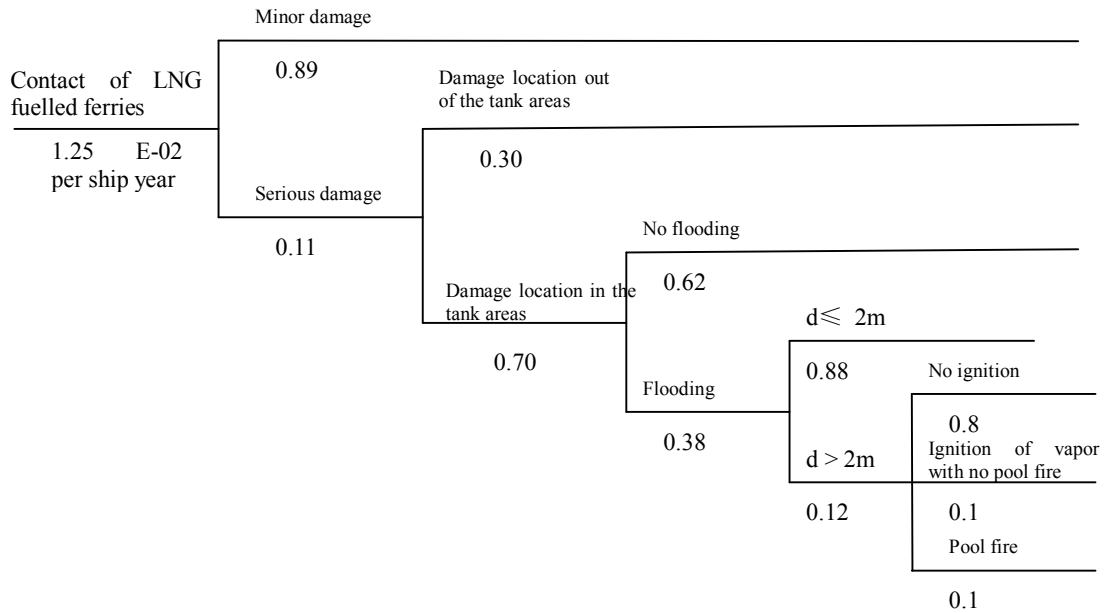 Minor damage
0.89
Contact of LNG
fuelled ferries
1.25 E-02
per ship year
Damage location out
of the tank areas
0.30
Serious damage
0.11
No flooding
0.62
Damage location in the
tank areas
0.70
d≤ 2m
0.88
Flooding
0.38
No ignition
0.8
d > 2m
0.12
Ignition of vapor
with no pool fire
0.1
Pool fire
0.1